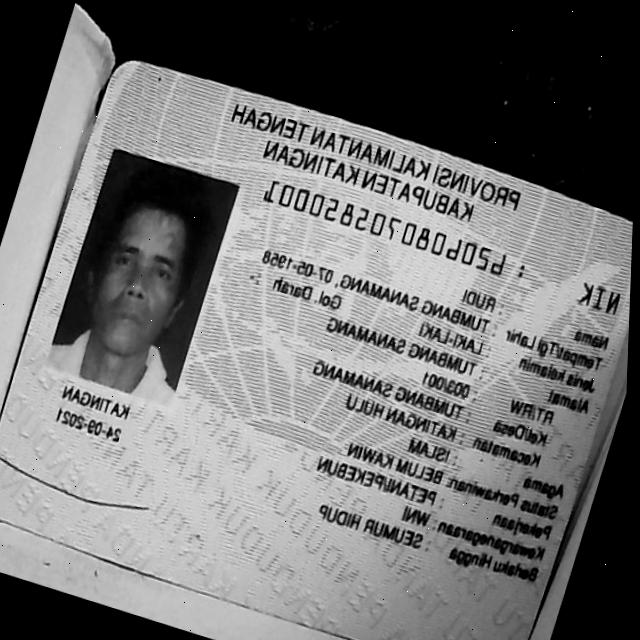 PROVINSI KALIMANTAN TENGAH
KABUPATEN KATINGAN
NIK : 6206080705850001
Nama : RUDI
Tempat/Tgl Lahir : TUMBANG SANAMANG, 07-05-1958
Jenis kelamin : LAKI-LAKI Gol. Darah : -
Alamat : TUMBANG SANAMANG
RT/RW : 003/001
Kel/Desa : TUMBANG SANAMANG
Kecamatan : KATINGAN HULU
Agama : ISLAM
Status Perkawinan: BELUM KAWIN
Pekerjaan : PETANI/PEKEBUN
Kewarganegaraan: WNI
Berlaku Hingga : SEUMUR HIDUP
KATINGAN
24-09-2021